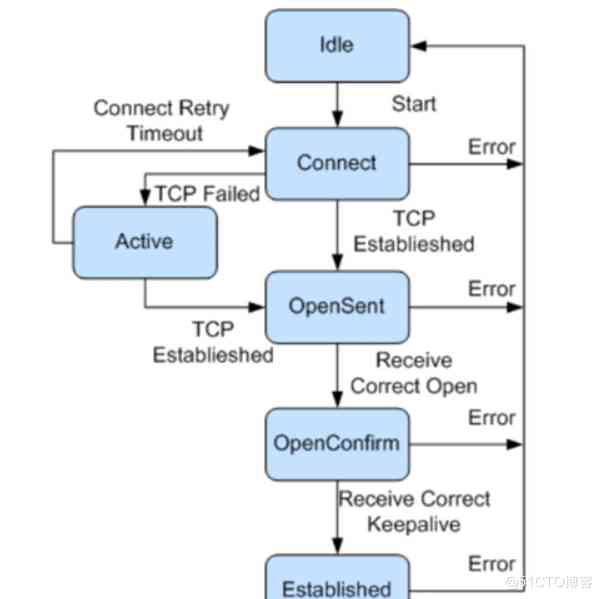 Idle
Start
Connect Retry
Timeout
Connect
Error
TCP Failed
Active
TCP
Establieshed
OpenSent
Error
TCP
Establieshed
Receive
Correct Open
OpenConfirm
Error
Receive Correct
Keepalive
Established
Error
@51CTO博客